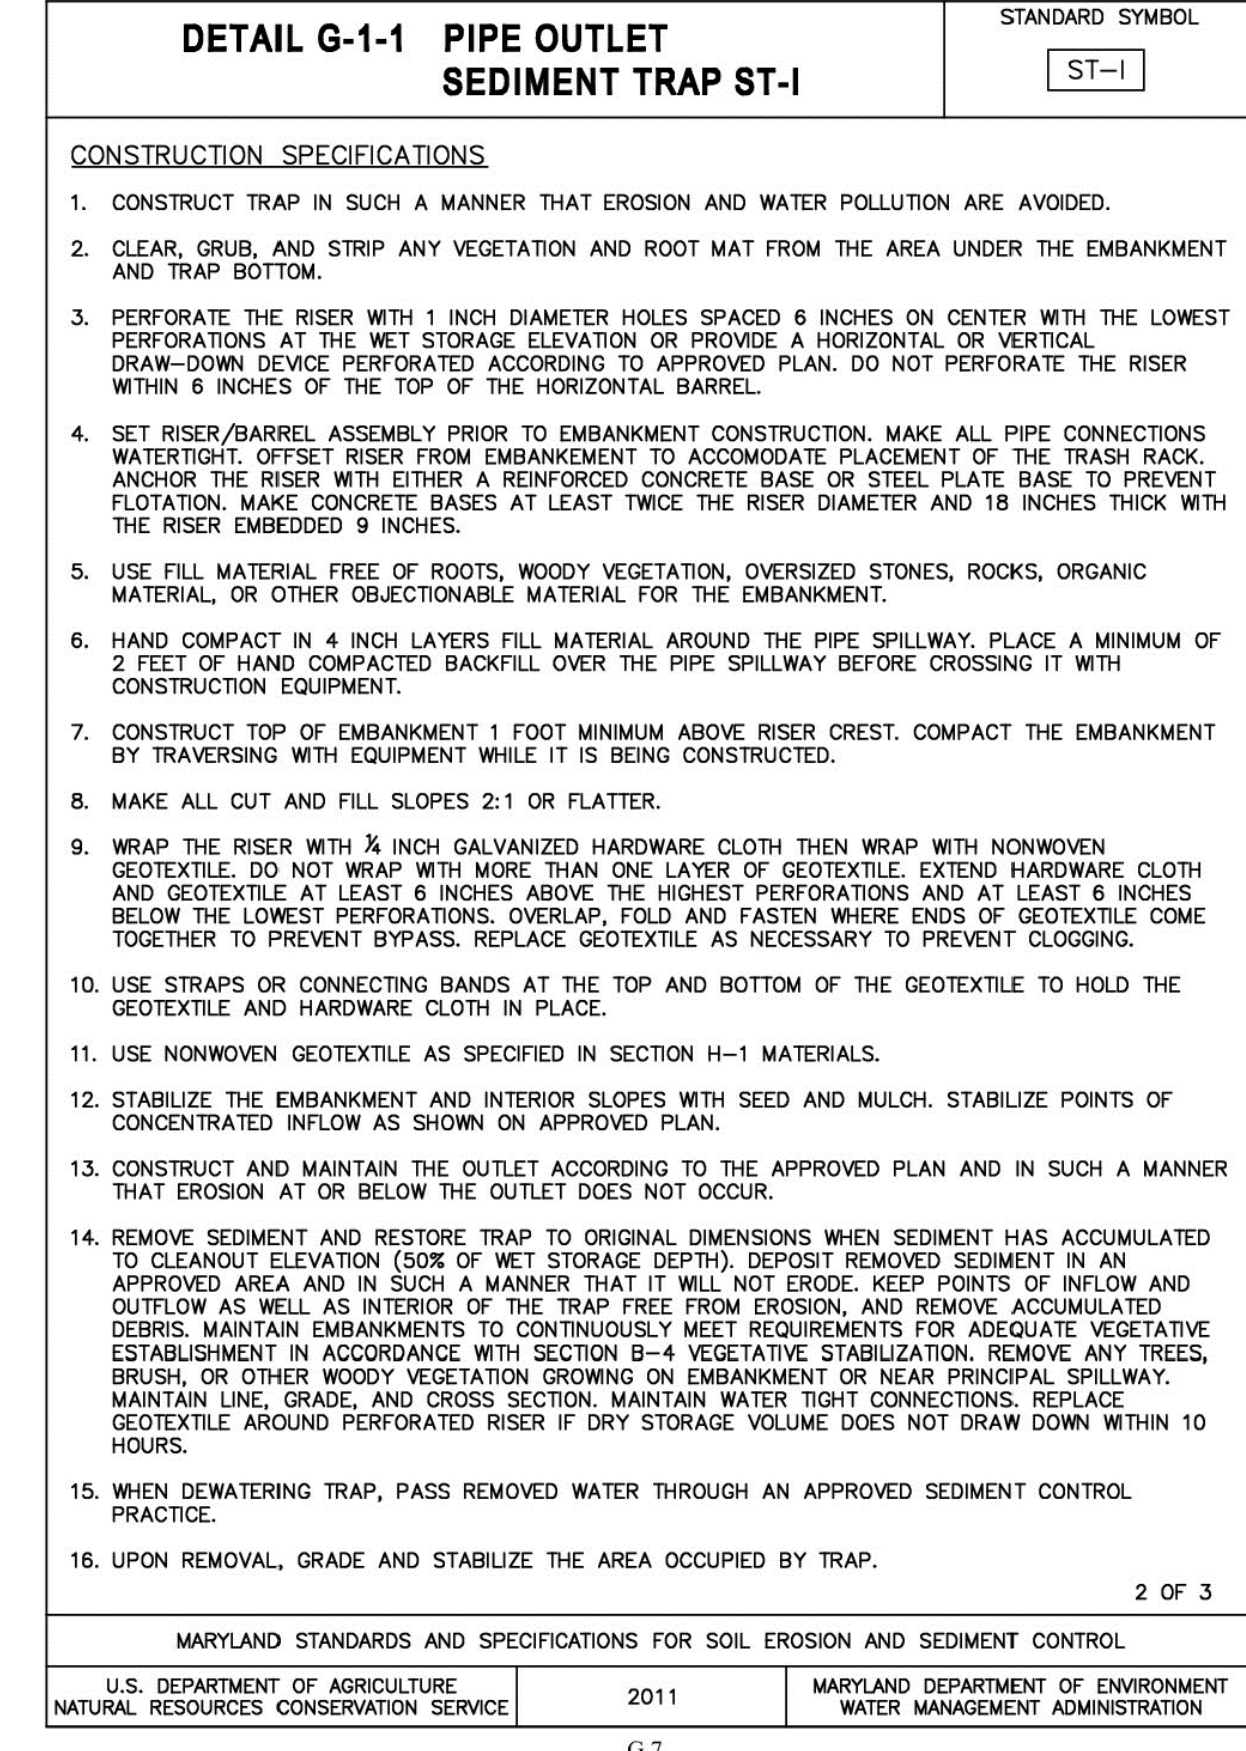 DETAIL G-1-1 PIPE OUTLET
SEDIMENT TRAP ST-I
STANDARD SYMBOL
ST-I
CONSTRUCTION SPECIFICATIONS
1. CONSTRUCT TRAP IN SUCH A MANNER THAT EROSION AND WATER POLLUTION ARE AVOIDED.
2. CLEAR, GRUB, AND STRIP ANY VEGETATION AND ROOT MAT FROM THE AREA UNDER THE EMBANKMENT
AND TRAP BOTTOM.
3. PERFORATE THE RISER WITH 1 INCH DIAMETER HOLES SPACED 6 INCHES ON CENTER WITH THE LOWEST
PERFORATIONS AT THE WET STORAGE ELEVATION OR PROVIDE A HORIZONTAL OR VERTICAL
DRAW-DOWN DEVICE PERFORATED ACCORDING TO APPROVED PLAN. DO NOT PERFORATE THE RISER
WITHIN 6 INCHES OF THE TOP OF THE HORIZONTAL BARREL.
4. SET RISER/BARREL ASSEMBLY PRIOR TO EMBANKMENT CONSTRUCTION. MAKE ALL PIPE CONNECTIONS
WATERTIGHT. OFFSET RISER FROM EMBANKEMENT TO ACCOMODATE PLACEMENT OF THE TRASH RACK.
ANCHOR THE RISER WITH EITHER A REINFORCED CONCRETE BASE OR STEEL PLATE BASE TO PREVENT
FLOTATION. MAKE CONCRETE BASES AT LEAST TWICE THE RISER DIAMETER AND 18 INCHES THICK WITH
THE RISER EMBEDDED 9 INCHES.
5. USE FILL MATERIAL FREE OF ROOTS, WOODY VEGETATION, OVERSIZED STONES, ROCKS, ORGANIC
MATERIAL, OR OTHER OBJECTIONABLE MATERIAL FOR THE EMBANKMENT.
6. HAND COMPACT IN 4 INCH LAYERS FILL MATERIAL AROUND THE PIPE SPILLWAY. PLACE A MINIMUM OF
2 FEET OF HAND COMPACTED BACKFILL OVER THE PIPE SPILLWAY BEFORE CROSSING IT WITH
CONSTRUCTION EQUIPMENT.
7. CONSTRUCT TOP OF EMBANKMENT 1 FOOT MINIMUM ABOVE RISER CREST. COMPACT THE EMBANKMENT
BY TRAVERSING WITH EQUIPMENT WHILE IT IS BEING CONSTRUCTED.
8. MAKE ALL CUT AND FILL SLOPES 2:1 OR FLATTER.
9. WRAP THE RISER WITH ¼ INCH GALVANIZED HARDWARE CLOTH THEN WRAP WITH NONWOVEN
GEOTEXTILE. DO NOT WRAP WITH MORE THAN ONE LAYER OF GEOTEXTILE. EXTEND HARDWARE CLOTH
AND GEOTEXTILE AT LEAST 6 INCHES ABOVE THE HIGHEST PERFORATIONS AND AT LEAST 6 INCHES
BELOW THE LOWEST PERFORATIONS. OVERLAP, FOLD AND FASTEN WHERE ENDS OF GEOTEXTILE COME
TOGETHER TO PREVENT BYPASS. REPLACE GEOTEXTILE AS NECESSARY TO PREVENT CLOGGING.
10. USE STRAPS OR CONNECTING BANDS AT THE TOP AND BOTTOM OF THE GEOTEXTILE TO HOLD THE
GEOTEXTILE AND HARDWARE CLOTH IN PLACE.
11. USE NONWOVEN GEOTEXTILE AS SPECIFIED IN SECTION H-1 MATERIALS.
12. STABILIZE THE EMBANKMENT AND INTERIOR SLOPES WITH SEED AND MULCH. STABILIZE POINTS OF
CONCENTRATED INFLOW AS SHOWN ON APPROVED PLAN.
13. CONSTRUCT AND MAINTAIN THE OUTLET ACCORDING TO THE APPROVED PLAN AND IN SUCH A MANNER
THAT EROSION AT OR BELOW THE OUTLET DOES NOT OCCUR.
14. REMOVE SEDIMENT AND RESTORE TRAP TO ORIGINAL DIMENSIONS WHEN SEDIMENT HAS ACCUMULATED
TO CLEANOUT ELEVATION (50% OF WET STORAGE DEPTH). DEPOSIT REMOVED SEDIMENT IN AN
APPROVED AREA AND IN SUCH A MANNER THAT IT WILL NOT ERODE. KEEP POINTS OF INFLOW AND
OUTFLOW AS WELL AS INTERIOR OF THE TRAP FREE FROM EROSION, AND REMOVE ACCUMULATED
DEBRIS. MAINTAIN EMBANKMENTS TO CONTINUOUSLY MEET REQUIREMENTS FOR ADEQUATE VEGETATIVE
ESTABLISHMENT IN ACCORDANCE WITH SECTION B-4 VEGETATIVE STABILIZATION. REMOVE ANY TREES,
BRUSH, OR OTHER WOODY VEGETATION GROWING ON EMBANKMENT OR NEAR PRINCIPAL SPILLWAY.
MAINTAIN LINE, GRADE, AND CROSS SECTION. MAINTAIN WATER TIGHT CONNECTIONS. REPLACE
GEOTEXTILE AROUND PERFORATED RISER IF DRY STORAGE VOLUME DOES NOT DRAW DOWN WITHIN 10
HOURS.
15. WHEN DEWATERING TRAP, PASS REMOVED WATER THROUGH AN APPROVED SEDIMENT CONTROL
PRACTICE.
16. UPON REMOVAL, GRADE AND STABILIZE THE AREA OCCUPIED BY TRAP.
2 OF 3
MARYLAND STANDARDS AND SPECIFICATIONS FOR SOIL EROSION AND SEDIMENT CONTROL
U.S. DEPARTMENT OF AGRICULTURE
NATURAL RESOURCES CONSERVATION SERVICE
2011
MARYLAND DEPARTMENT OF ENVIRONMENT
WATER MANAGEMENT ADMINISTRATION